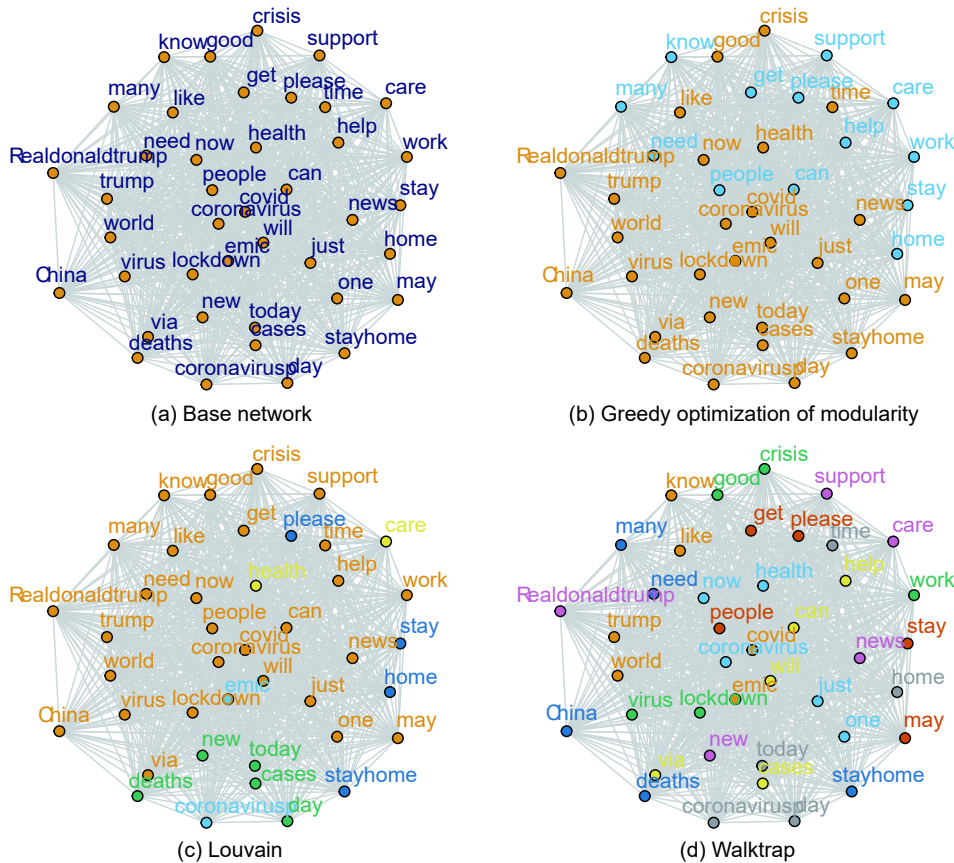 crisis
know
good
support
get
please
many
like
time
care
need
now
health
help
work
Realdonaldtrump
people
can
trump
covid
stay
coronavirus
news
world
will
emic
just
home
China
virus
lockdown
one
may
new
today
via
cases
deaths
stayhome
coronavirusp
day
(a) Base network
crisis
know
good
support
get
please
many
like
time
care
need
now
health
help
work
Realdonaldtrump
people
can
trump
covid
stay
coronavirus
news
world
will
emic
just
home
China
virus
lockdown
one
may
new
today
via
cases
deaths
stayhome
coronavirusp
day
(b) Greedy optimization of modularity
crisis
know
good
support
get
please
many
like
time
care
need
now
health
help
work
Realdonaldtrump
people
can
trump
covid
stay
coronavirus
news
world
will
emic
just
home
China
virus
lockdown
one
may
new
today
via
cases
deaths
stayhome
coronavirusp
day
(c) Louvain
crisis
know
good
support
get
please
many
like
time
care
need
now
health
help
work
Realdonaldtrump
people
can
trump
covid
stay
coronavirus
news
world
will
emic
just
home
China
virus
lockdown
one
may
new
today
via
cases
deaths
stayhome
coronavirusp
day
(d) Walktrap